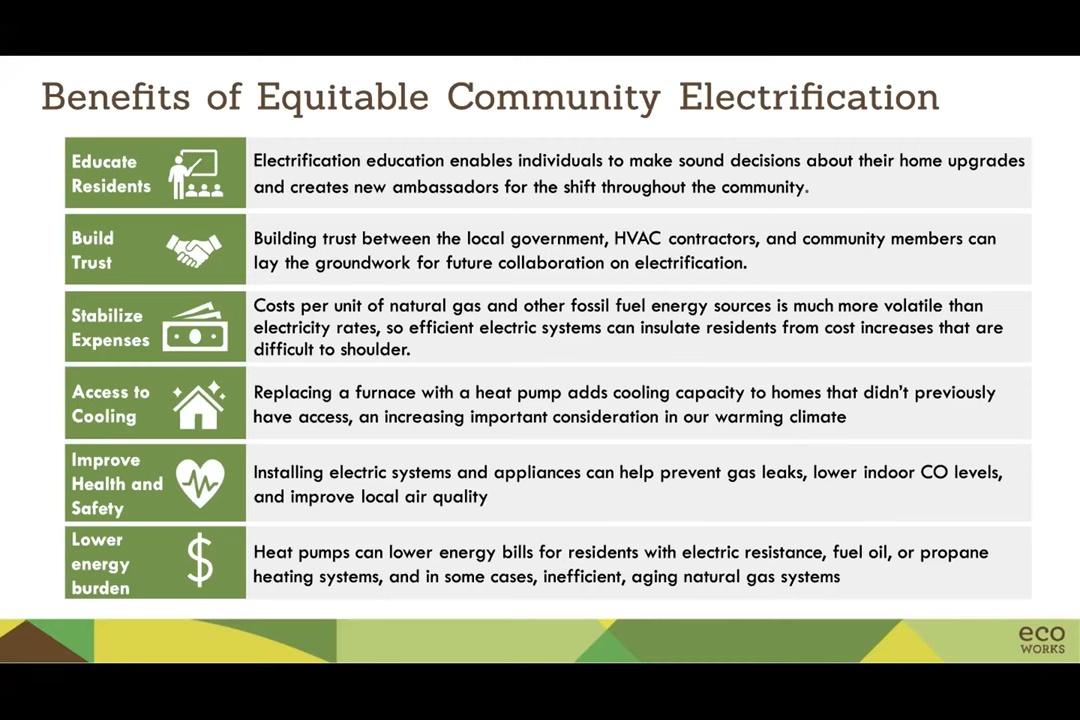 Benefits of Equitable Community Electrification
Educate
Residents
Electrification education enables individuals to make sound decisions about their home upgrades
and creates new ambassadors for the shift throughout the community.
Build
Trust
Building trust between the local government, HVAC contractors, and community members can
lay the groundwork for future collaboration on electrification.
Stabilize
Expenses
Costs per unit of natural gas and other fossil fuel energy sources is much more volatile than
electricity rates, so efficient electric systems can insulate residents from cost increases that are
difficult to shoulder.
Access to
Cooling
Replacing a furnace with a heat pump adds cooling capacity to homes that didn't previously
have access, an increasing important consideration in our warming climate
Improve
Health and
Safety
Installing electric systems and appliances can help prevent gas leaks, lower indoor CO levels,
and improve local air quality
Lower
energy
burden
$
Heat pumps can lower energy bills for residents with electric resistance, fuel oil, or propane
heating systems, and in some cases, inefficient, aging natural gas systems
eco
WORKS